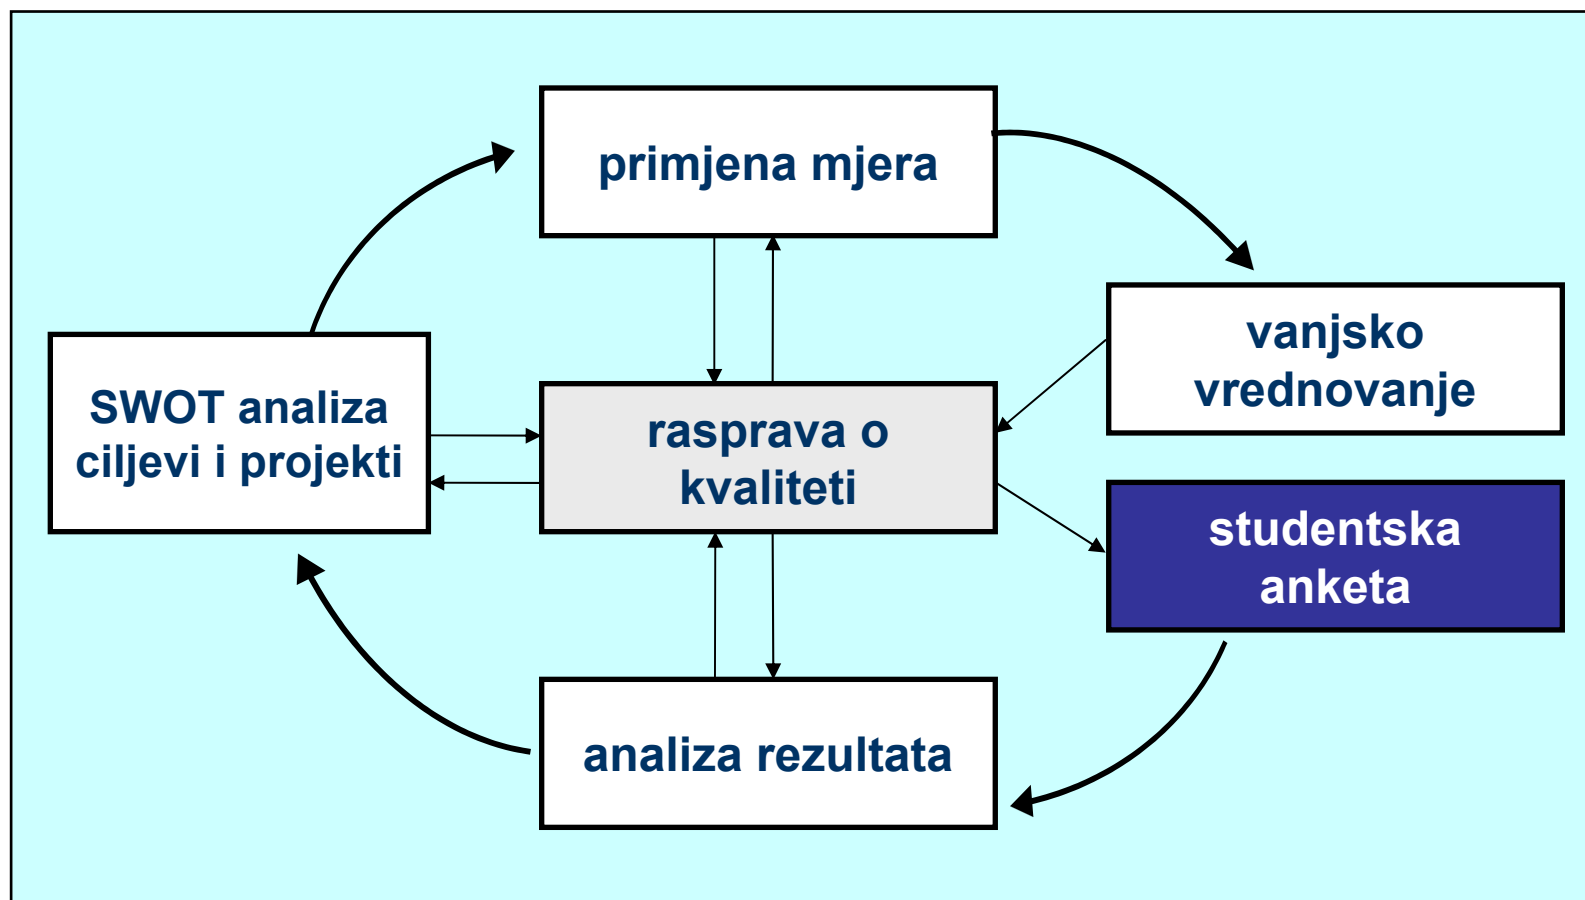 primjena mjera
vanjsko
vrednovanje
SWOT analiza
ciljevi i projekti
rasprava o
kvaliteti
studentska
anketa
analiza rezultata